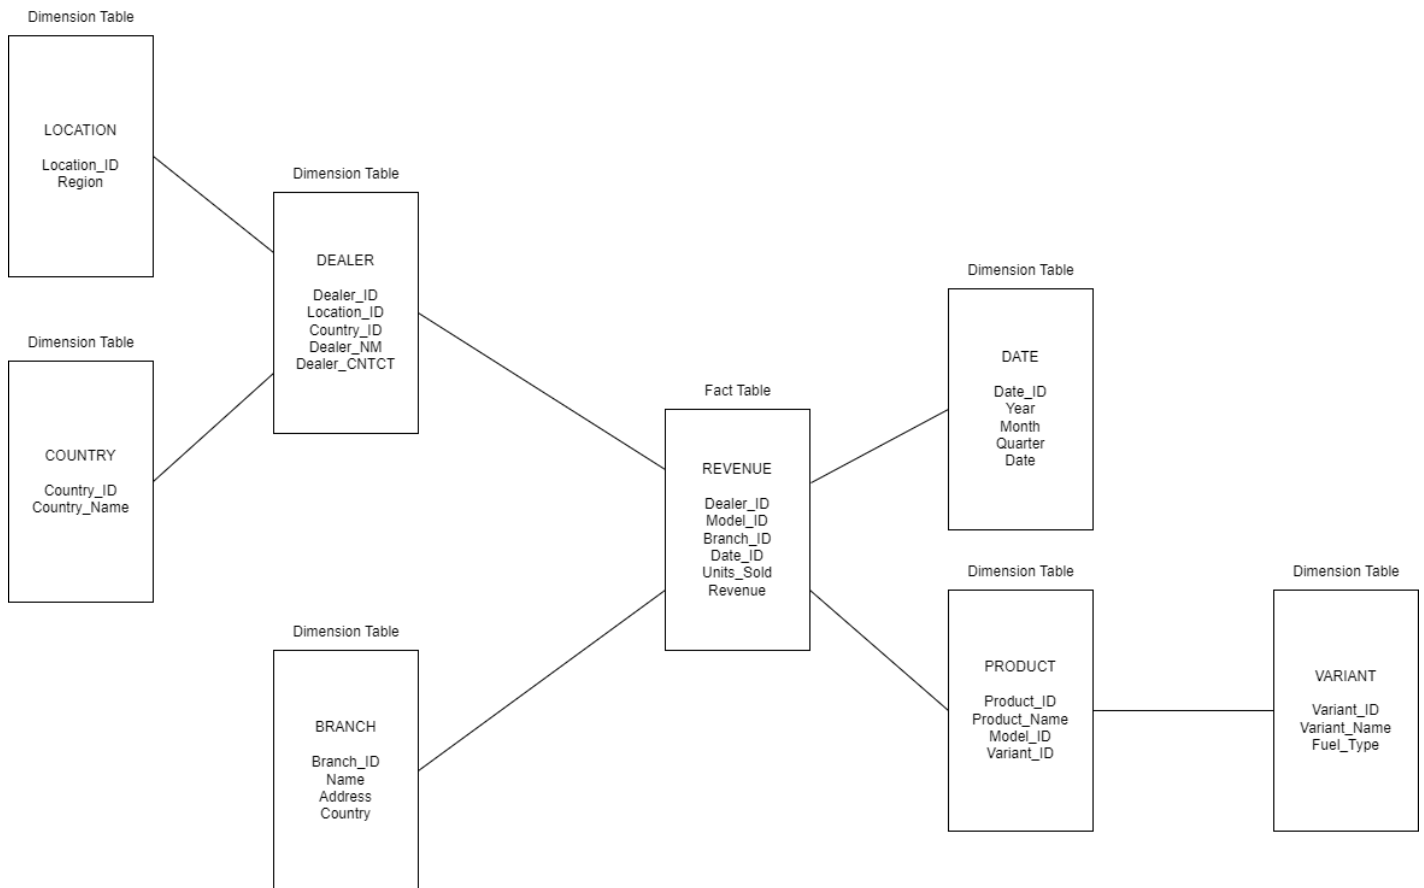 Dimension Table
LOCATION
Location_ID
Region
Dimension Table
COUNTRY
Country_ID
Country_Name
Dimension Table
DEALER
Dealer_ID
Location_ID
Country_ID
Dealer_NM
Dealer_CNTCT
Dimension Table
BRANCH
Branch_ID
Name
Address
Country
Fact Table
REVENUE
Dealer_ID
Model_ID
Branch_ID
Date_ID
Units_Sold
Revenue
Dimension Table
DATE
Date_ID
Year
Month
Quarter
Date
Dimension Table
PRODUCT
Product_ID
Product_Name
Model_ID
Variant_ID
Dimension Table
VARIANT
Variant_ID
Variant_Name
Fuel_Type